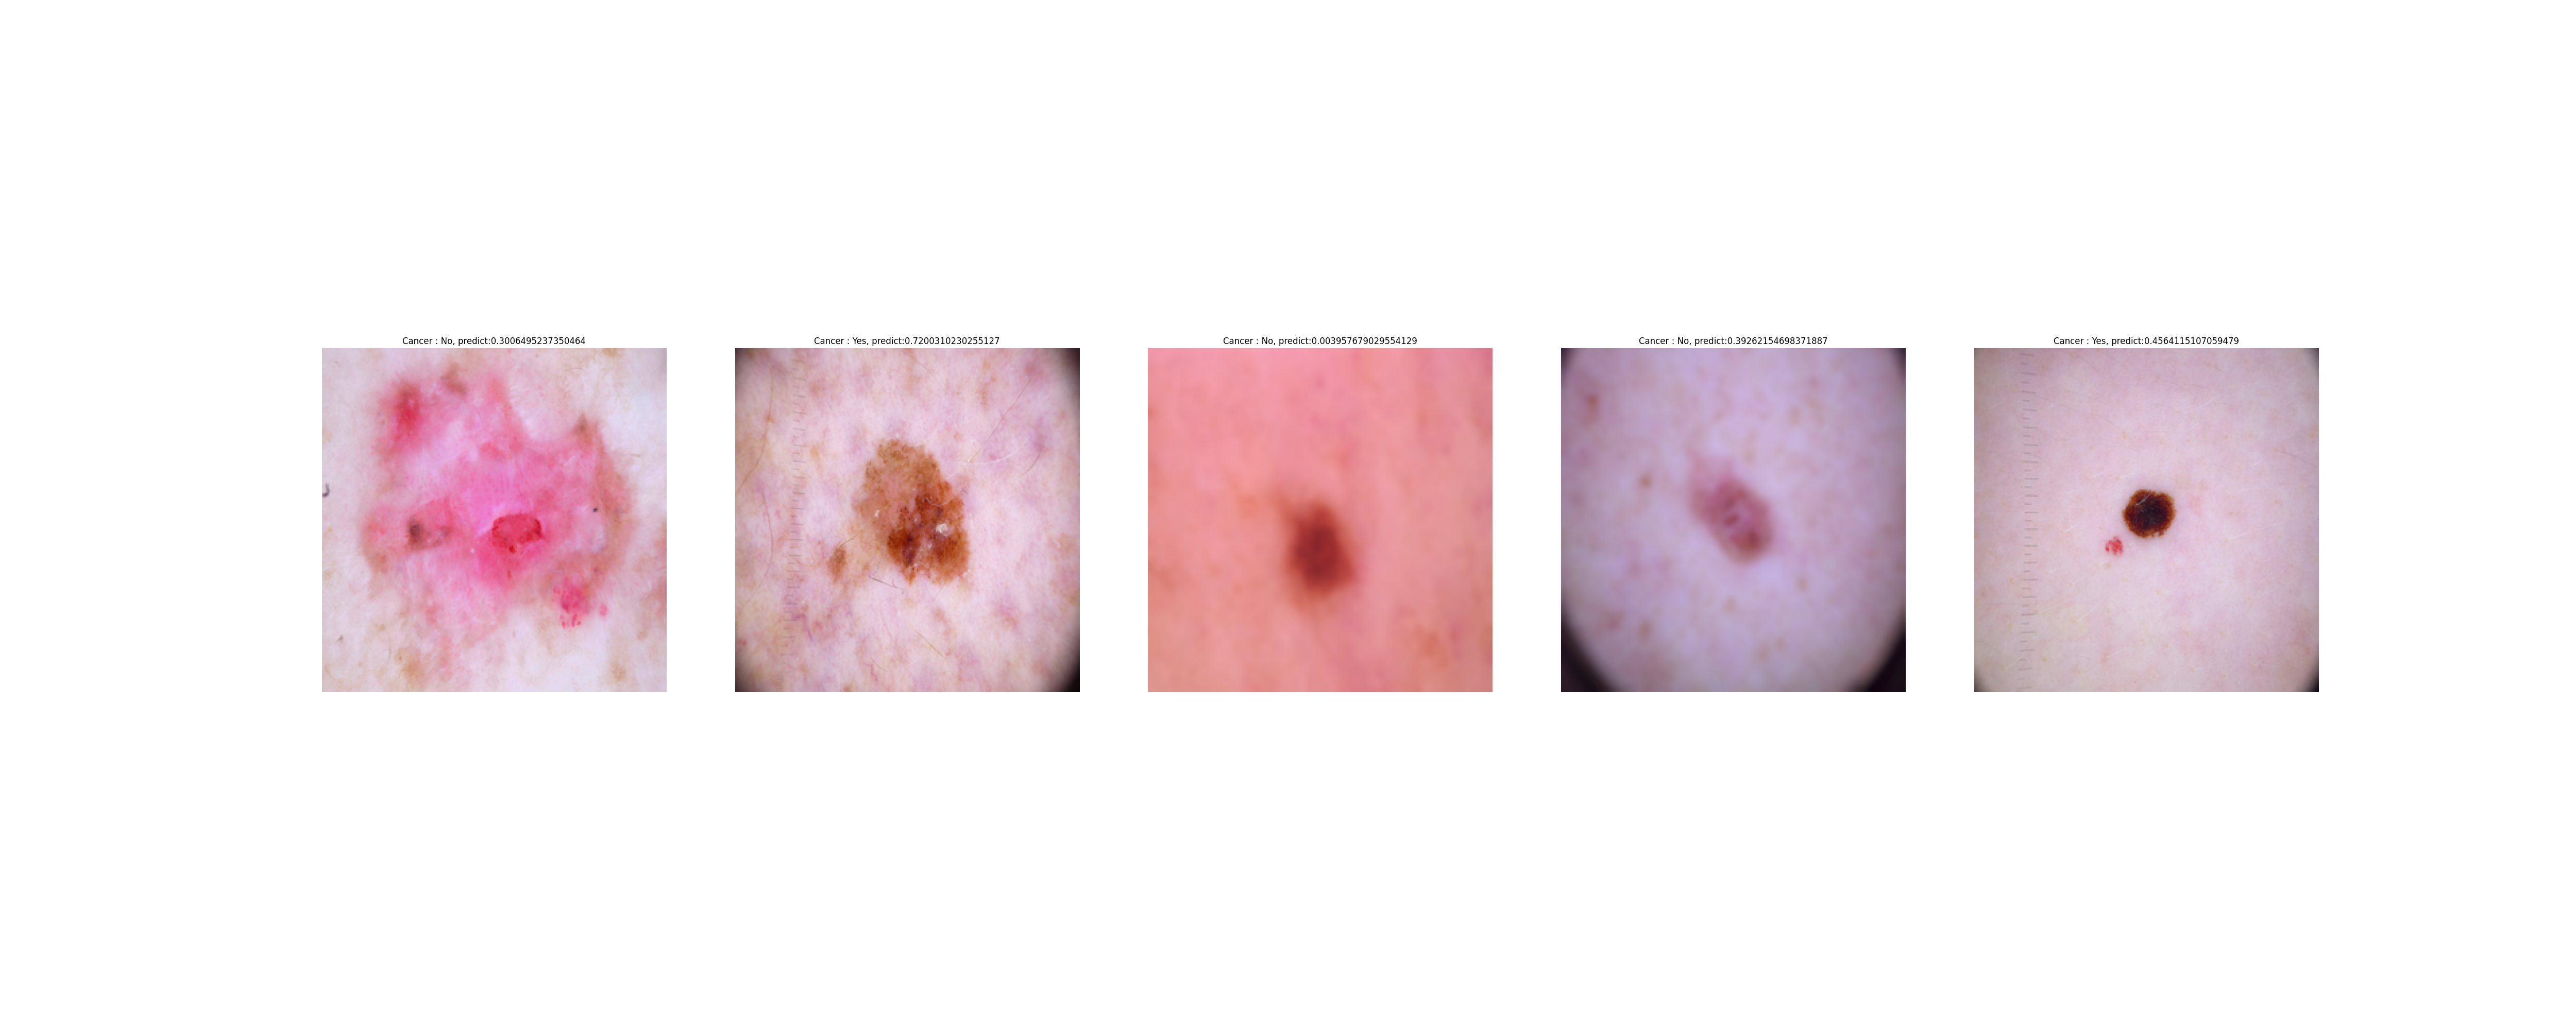 Cancer : No, predict:0.3006495237350464
Cancer : Yes, predict:0.7200310230255127
Cancer : No, predict:0.003957679029554129
Cancer : No, predict:0.39262154698371887
Cancer : Yes, predict:0.4564115107059479